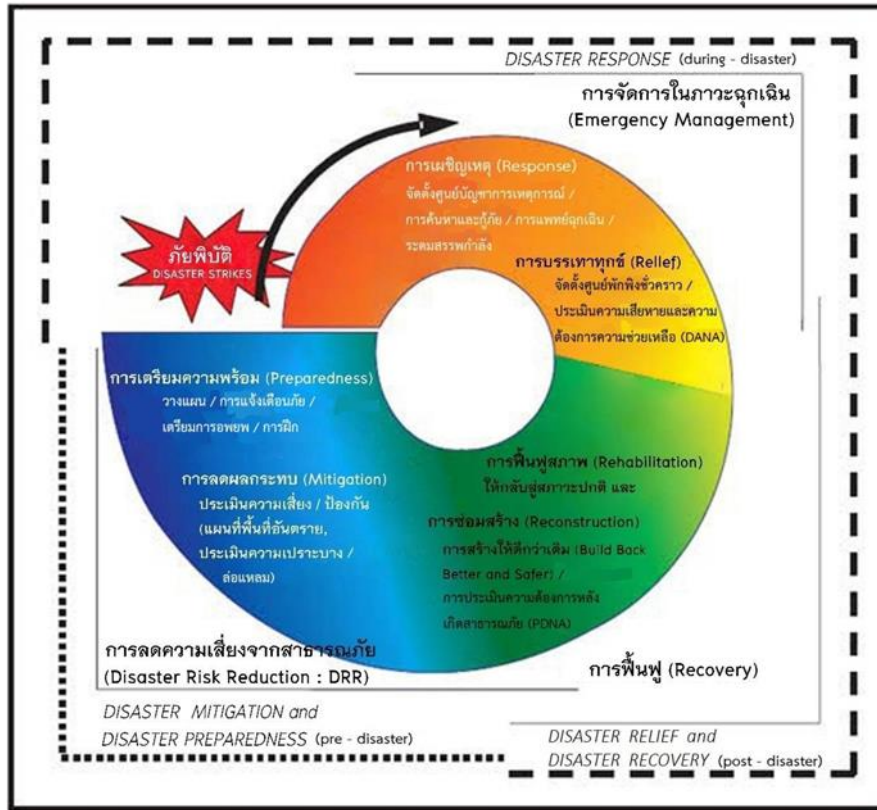 DISASTER RESPONSE (during - disaster)
การจัดการในภาวะฉุกเฉิน
(Emergency Management)
การเผชิญเหตุ (Response)
จัดตั้งศูนย์บัญชาการเหตุการณ์ /
การค้นหาและกู้ภัย / การแพทย์ฉุกเฉิน /
ระดมสรรพกำลัง
ภัยพิบัติ
DISASTER STRIKES
การบรรเทาทุกข์ (Relief)
จัดตั้งศูนย์พักพิงชั่วคราว /
ประเมินความเสียหายและความ
ต้องการความช่วยเหลือ (DANA)
การเตรียมความพร้อม (Preparedness)
วางแผน / การแจ้งเตือนภัย /
เตรียมการอพยพ / การฝึก
การลดผลกระทบ (Mitigation)
ประเมินความเสี่ยง / ป้องกัน
(แผนที่พื้นที่อันตราย,
ประเมินความเปราะบาง /
ล่อแหลม)
การฟื้นฟูสภาพ (Rehabilitation)
ให้กลับสู่สภาวะปกติ และ
การซ่อมสร้าง (Reconstruction)
การสร้างให้ดีกว่าเดิม (Build Back
Better and Safer) /
การประเมินความต้องการหลัง
เกิดสาธารณภัย (PDNA)
การลดความเสี่ยงจากสาธารณภัย
(Disaster Risk Reduction : DRR)
การฟื้นฟู (Recovery)
DISASTER MITIGATION and
DISASTER PREPAREDNESS (pre - disaster)
DISASTER RELIEF and
DISASTER RECOVERY (post - disaster)